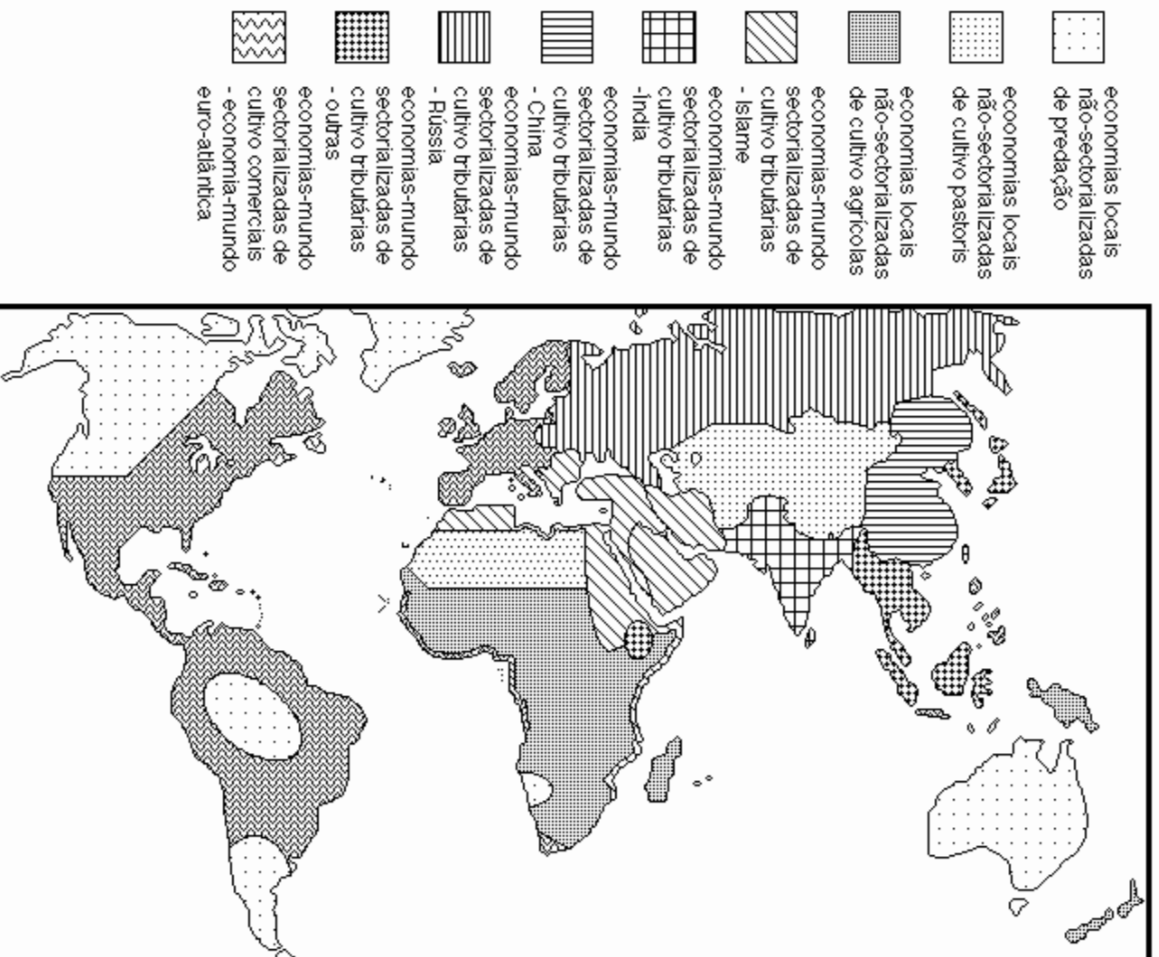 economias locais
não-sectorializadas
de predação
ecoonomias locais
não-sectorializadas
de cultivo pastoris
economias locais
não-sectorializadas
de cultivo agrícolas
economias-mundo
sectorializadas de
cultivo tributárias
- Islame
economias-mundo
sectorializadas de
cultivo tributárias
-Índia
economias-mundo
sectorializadas de
cultivo tributárias
- China
economias-mundo
sectorializadas de
cultivo tributárias
- Rússia
economias-mundo
sectorializadas de
cultivo tributárias
- outras
economias-mundo
sectorializadas de
cultivo comerciais
- economia-mundo
euro-atlântica